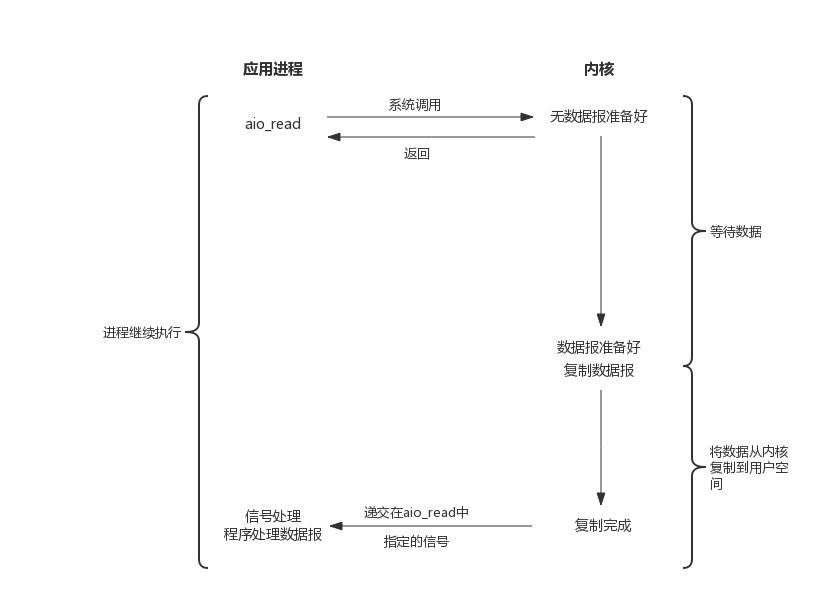 应用进程
内核
系统调用
aio_read
无数据报准备好
返回
等待数据
进程继续执行
数据报准备好
复制数据报
将数据从内核
复制到用户空
间
信号处理
程序处理数据报
递交在aio_read中
指定的信号
复制完成